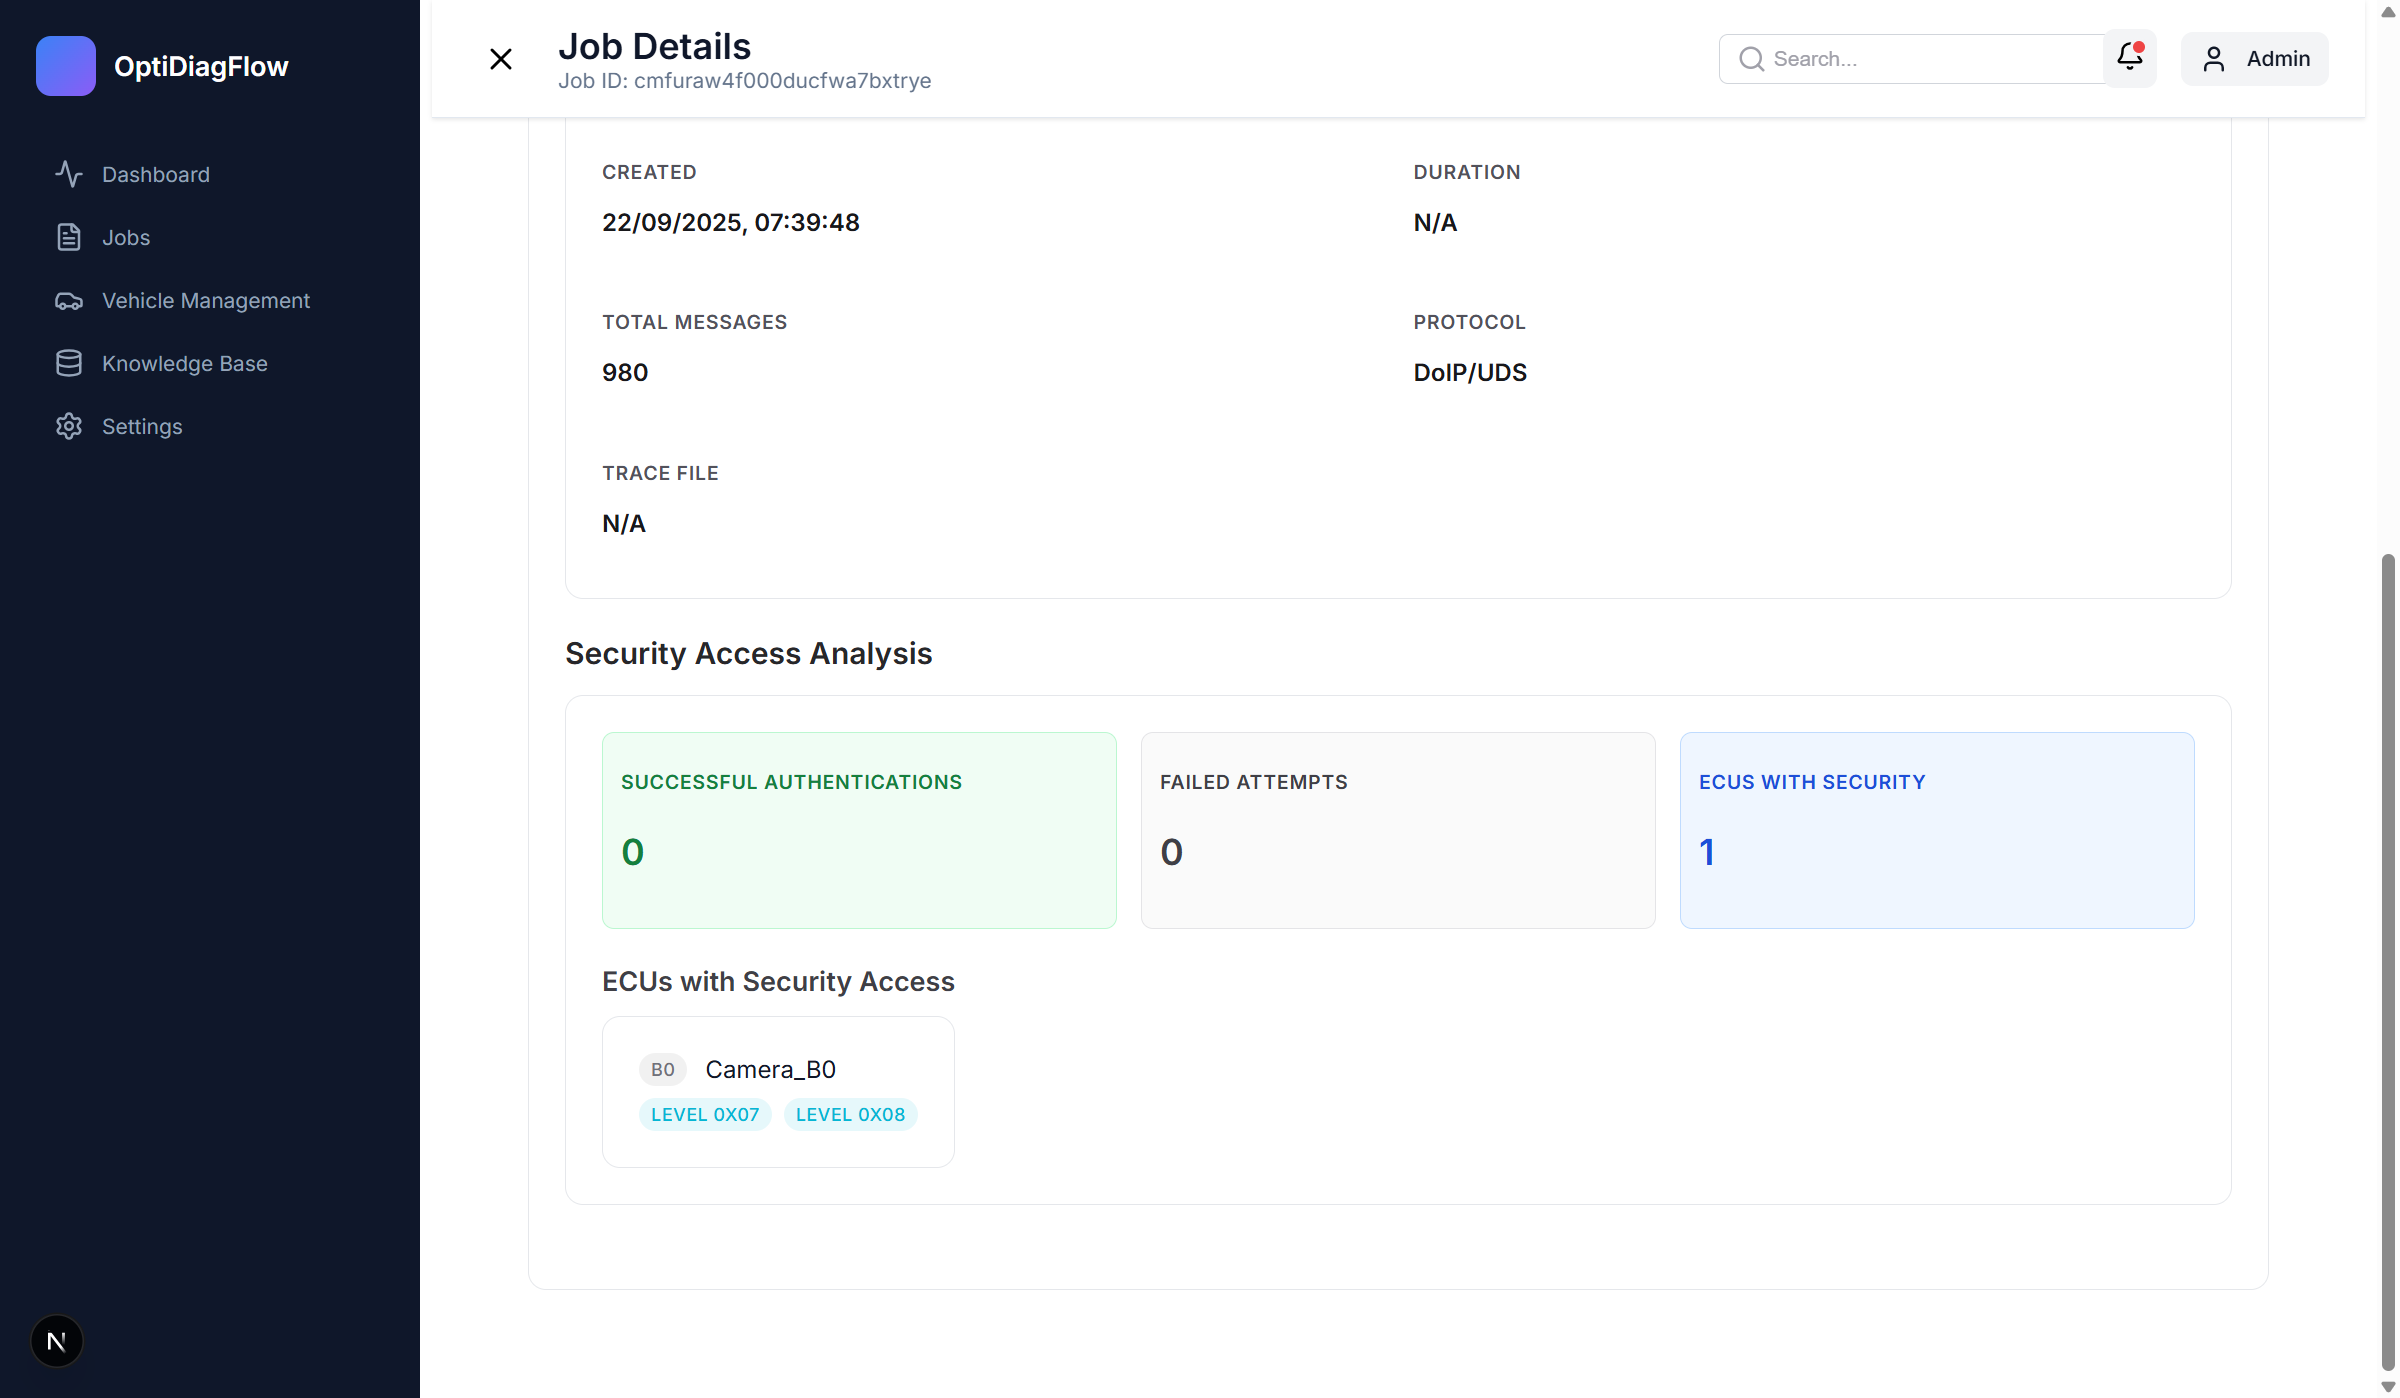 OptiDiagFlow
Dashboard
Jobs
Vehicle Management
Knowledge Base
Settings
N
Job Details
Job ID: cmfuraw4f000ducfwa7bxtrye
Search...
Admin
CREATED
22/09/2025, 07:39:48
DURATION
N/A
TOTAL MESSAGES
980
PROTOCOL
DoIP/UDS
TRACE FILE
N/A
Security Access Analysis
SUCCESSFUL AUTHENTICATIONS
0
FAILED ATTEMPTS
0
ECUS WITH SECURITY
1
ECUs with Security Access
B0 Camera_B0
LEVEL 0X07 LEVEL 0X08